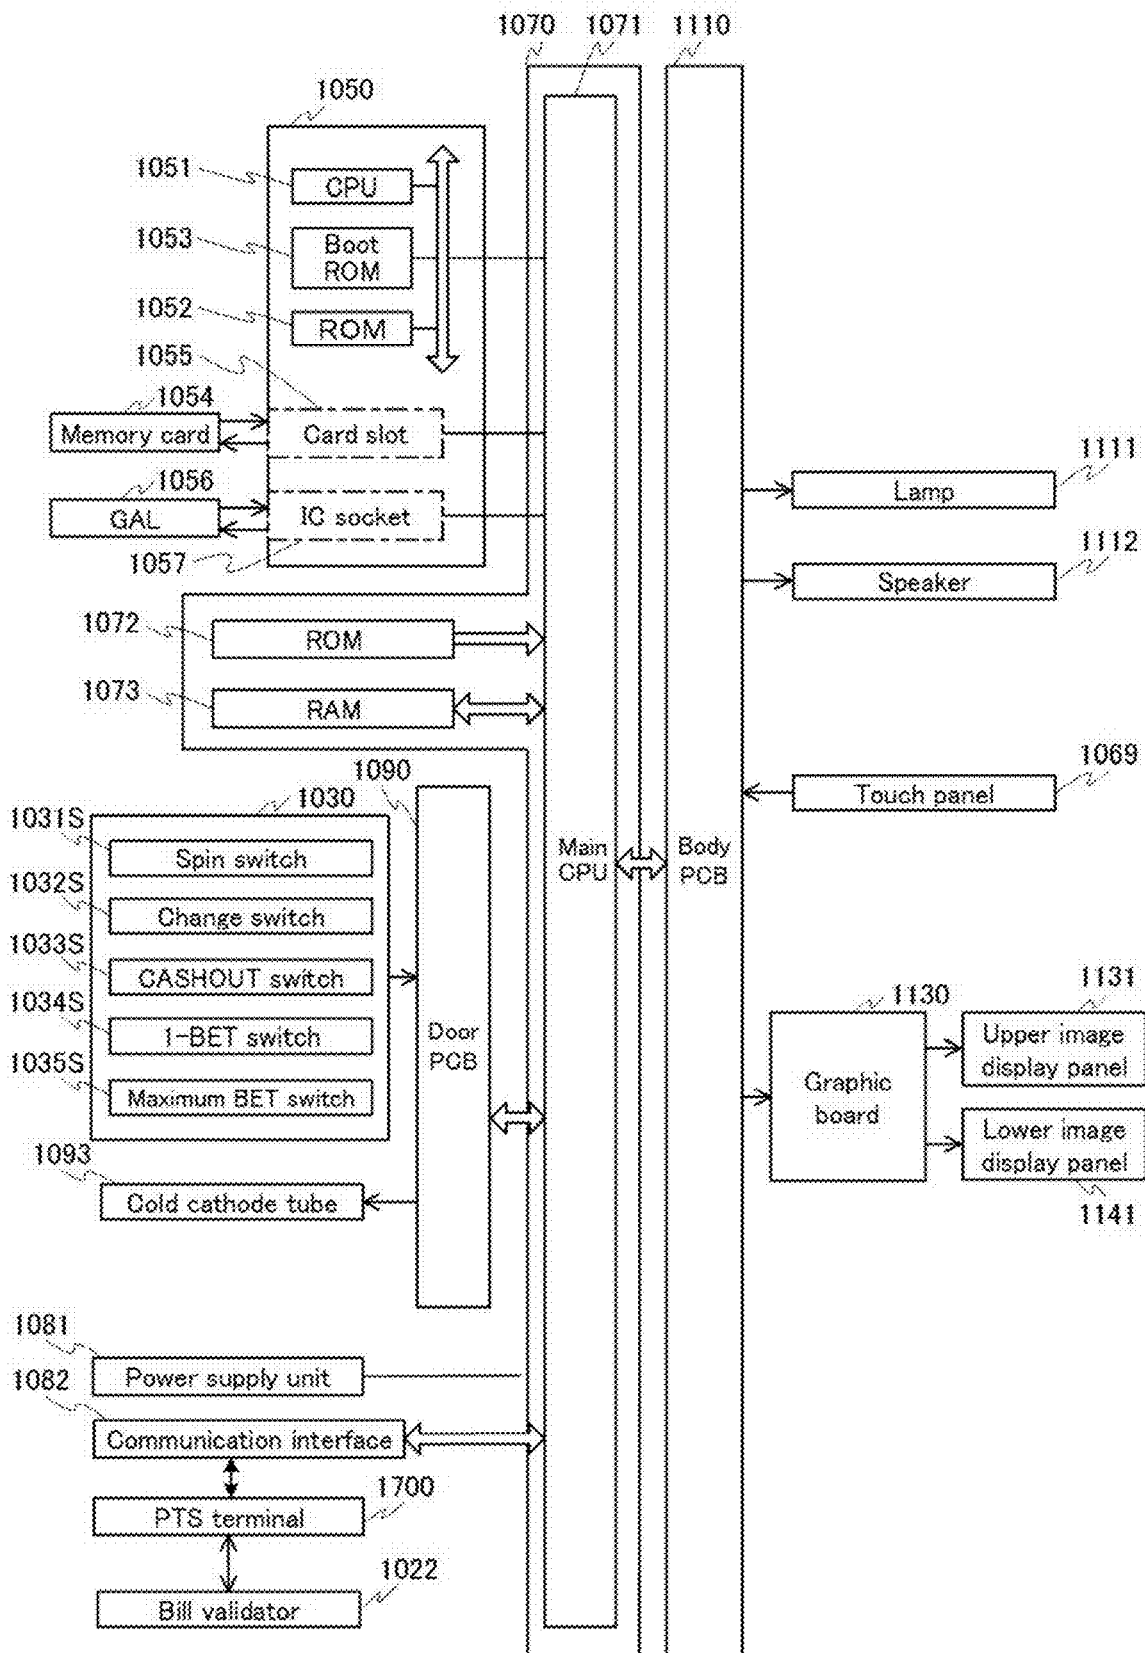 1070
1071
1110
1050
1051
CPU
1053
Boot
ROM
1052
ROM
1055
1054
Memory card
Card slot
1056
GAL
IC socket
1057
1111
Lamp
1112
Speaker
1072
ROM
1073
RAM
1069
Touch panel
1090
1030
1031S
Spin switch
1032S
Change switch
1033S
CASHOUT switch
1034S
1-BET switch
1035S
Maximum BET switch
Door
PCB
Main
CPU
Body
PCB
1093
Cold cathode tube
1130
Graphic
board
1131
Upper image
display panel
Lower image
display panel
1141
1081
Power supply unit
1082
Communication interface
1700
PTS terminal
1022
Bill validator